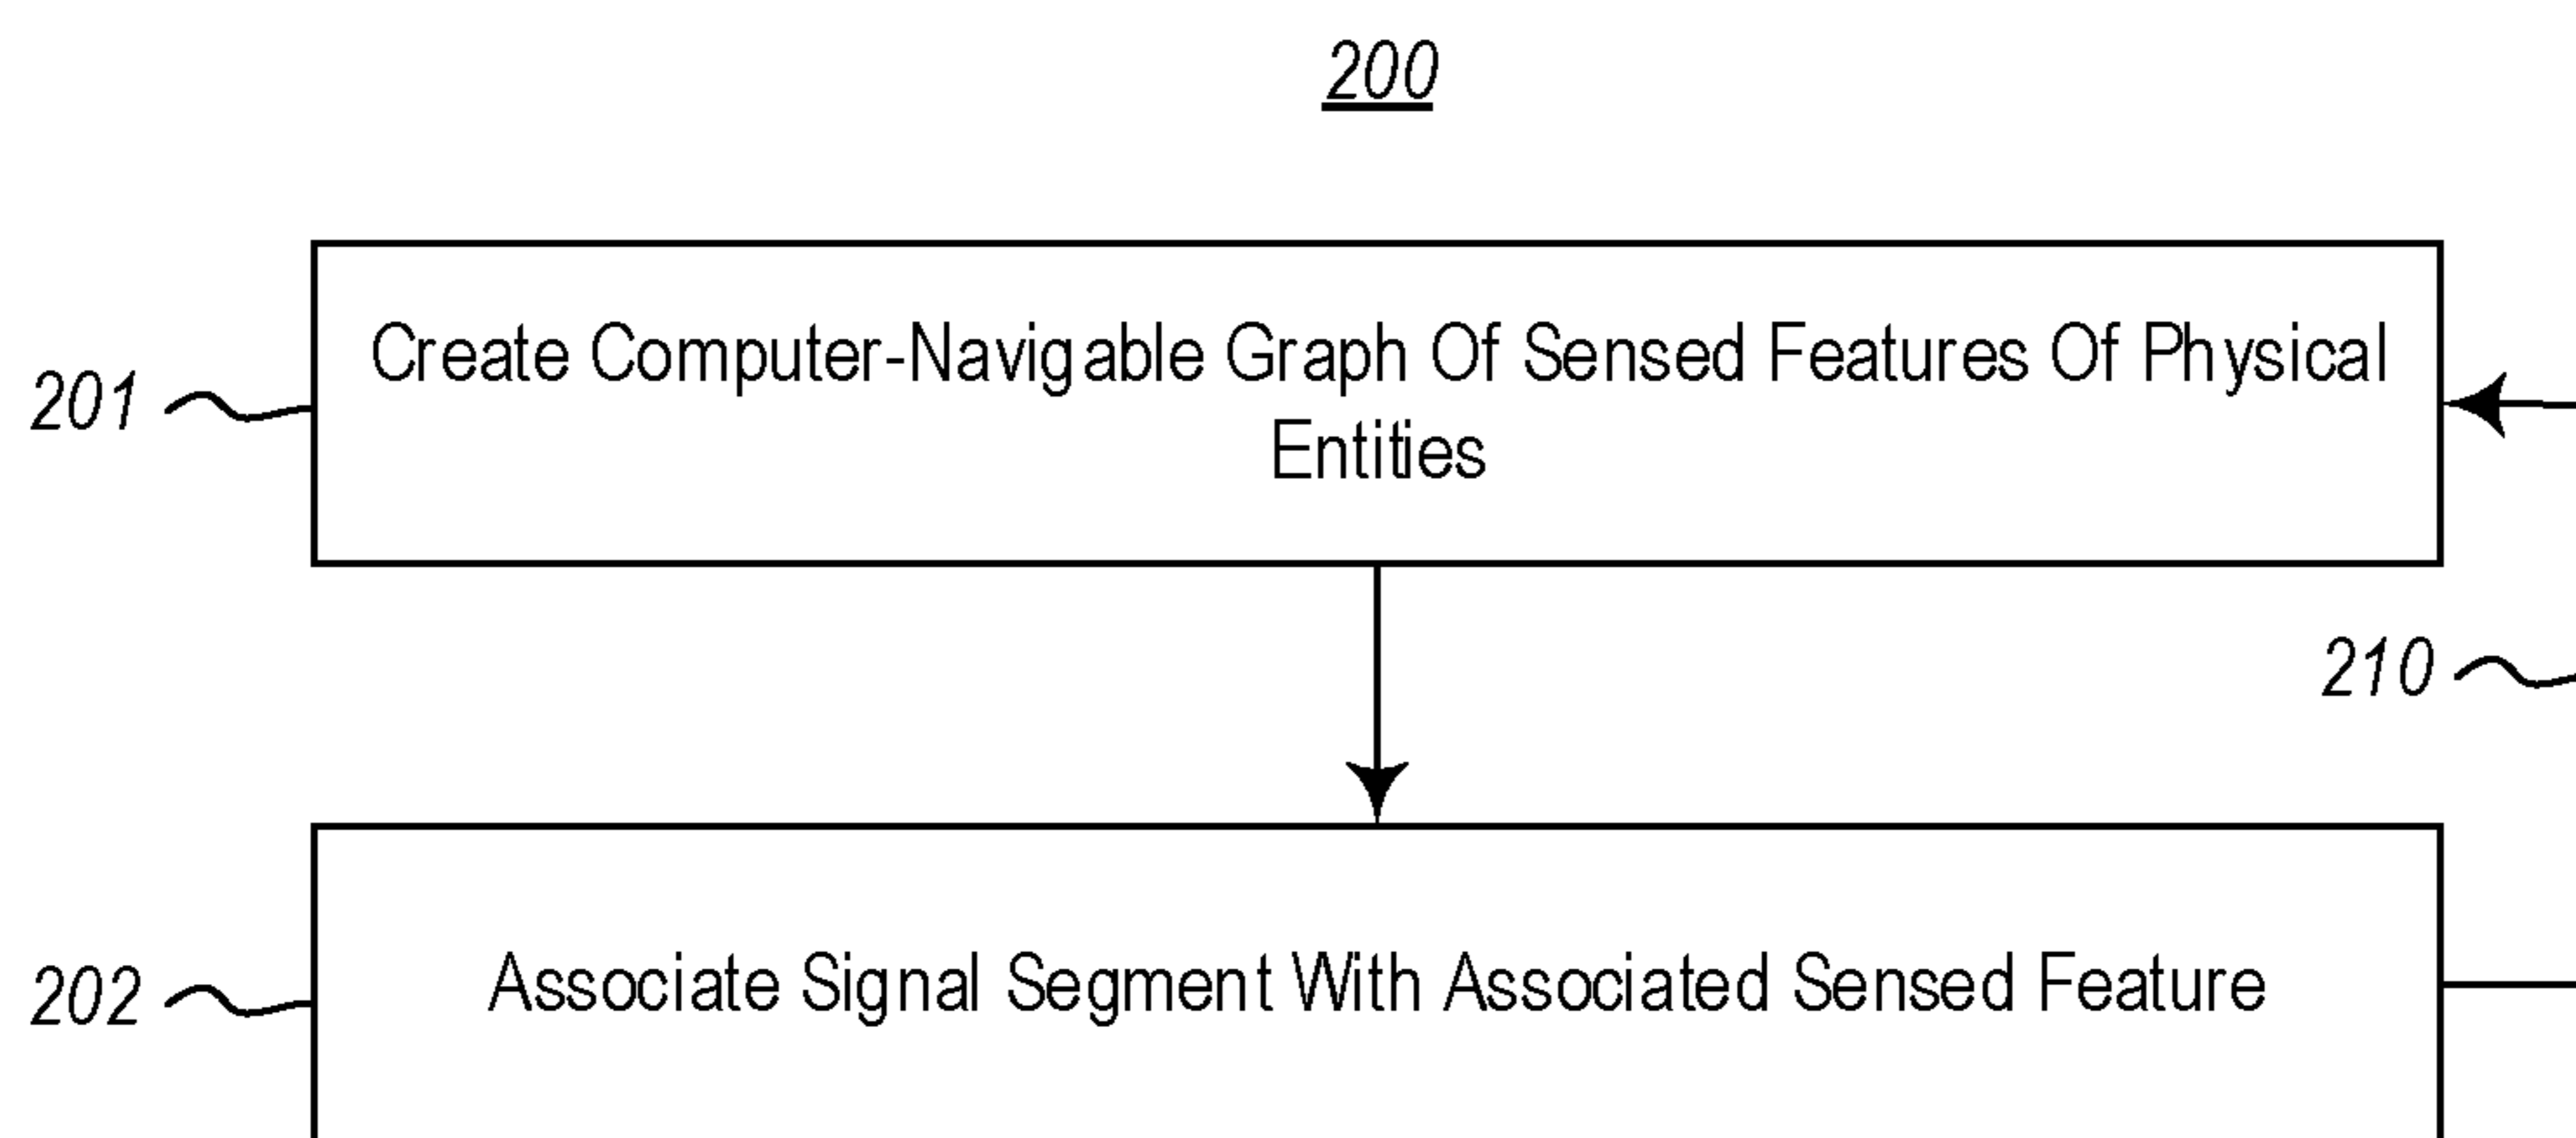 200
201
Create Computer-Navigable Graph Of Sensed Features Of Physical
Entities
210
202
Associate Signal Segment With Associated Sensed Feature